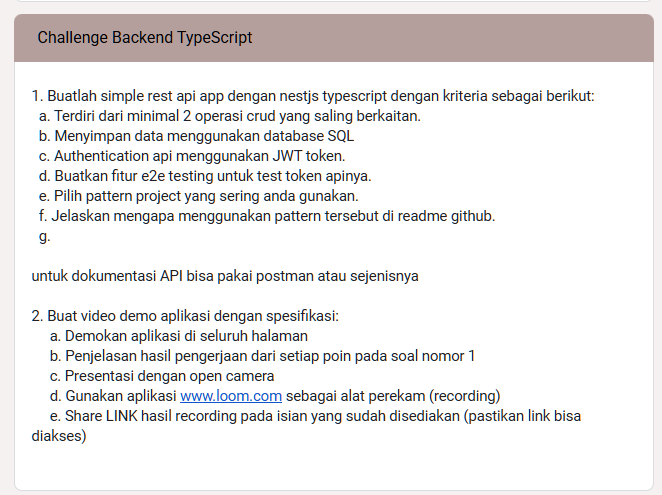 Challenge Backend TypeScript
1. Buatlah simple rest api app dengan nestjs typescript dengan kriteria sebagai berikut:
a. Terdiri dari minimal 2 operasi crud yang saling berkaitan.
b. Menyimpan data menggunakan database SQL
c. Authentication api menggunakan JWT token.
d. Buatkan fitur e2e testing untuk test token apinya.
e. Pilih pattern project yang sering anda gunakan.
f. Jelaskan mengapa menggunakan pattern tersebut di readme github.
g.
untuk dokumentasi API bisa pakai postman atau sejenisnya
2. Buat video demo aplikasi dengan spesifikasi:
a. Demokan aplikasi di seluruh halaman
b. Penjelasan hasil pengerjaan dari setiap poin pada soal nomor 1
c. Presentasi dengan open camera
d. Gunakan aplikasi www.loom.com sebagai alat perekam (recording)
e. Share LINK hasil recording pada isian yang sudah disediakan (pastikan link bisa
diakses)